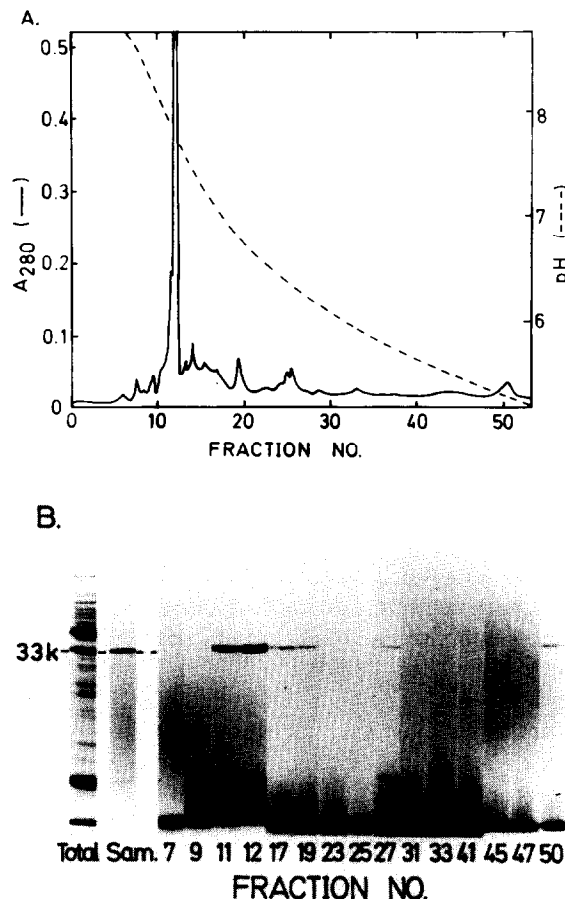 A.
0.5
0.4
0.3
0.2
0.1
0
A280 (—)
8
7
6
pH (----)
0 10 20 30 40 50
FRACTION NO.
B.
33k
Total Sam. 7 9 11 12 17 19 23 25 27 31 33 41 45 47 50
FRACTION NO.